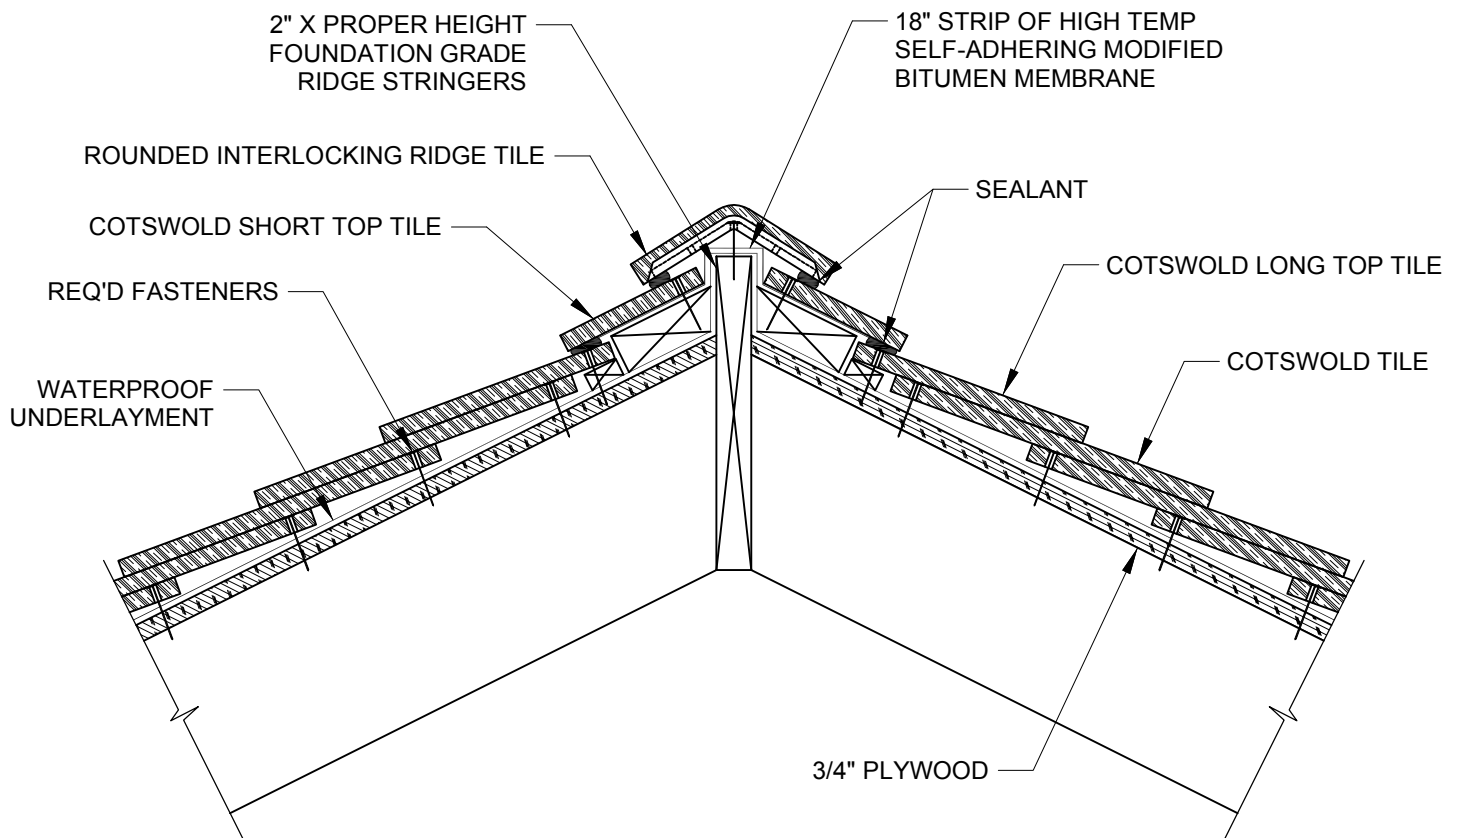 2" X PROPER HEIGHT
FOUNDATION GRADE
RIDGE STRINGERS
18" STRIP OF HIGH TEMP
SELF-ADHERING MODIFIED
BITUMEN MEMBRANE
ROUNDED INTERLOCKING RIDGE TILE
SEALANT
COTSWOLD SHORT TOP TILE
COTSWOLD LONG TOP TILE
REQ'D FASTENERS
COTSWOLD TILE
WATERPROOF
UNDERLAYMENT
3/4" PLYWOOD